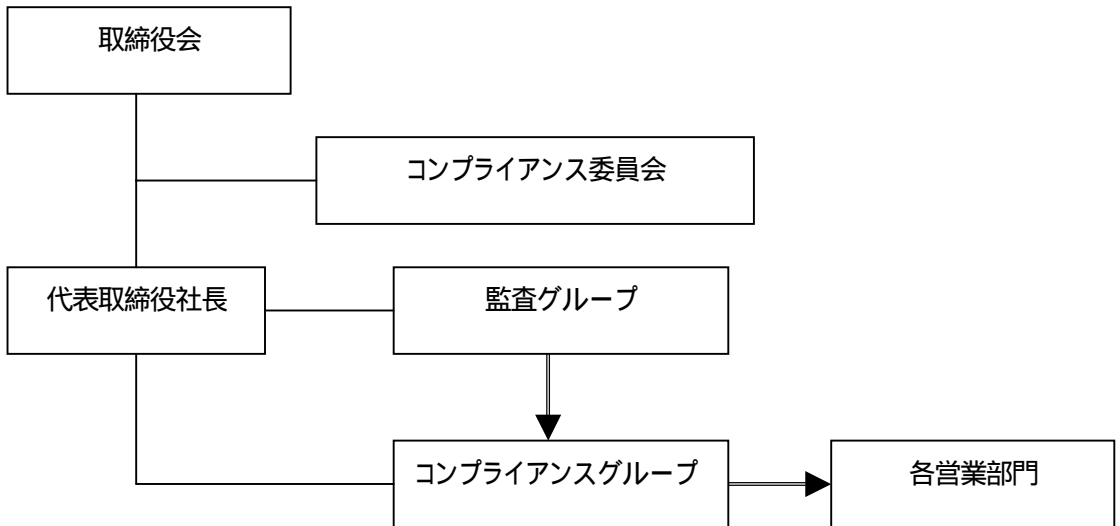 取締役会
コンプライアンス委員会
代表取締役社長
監査グループ
コンプライアンスグループ
各営業部門